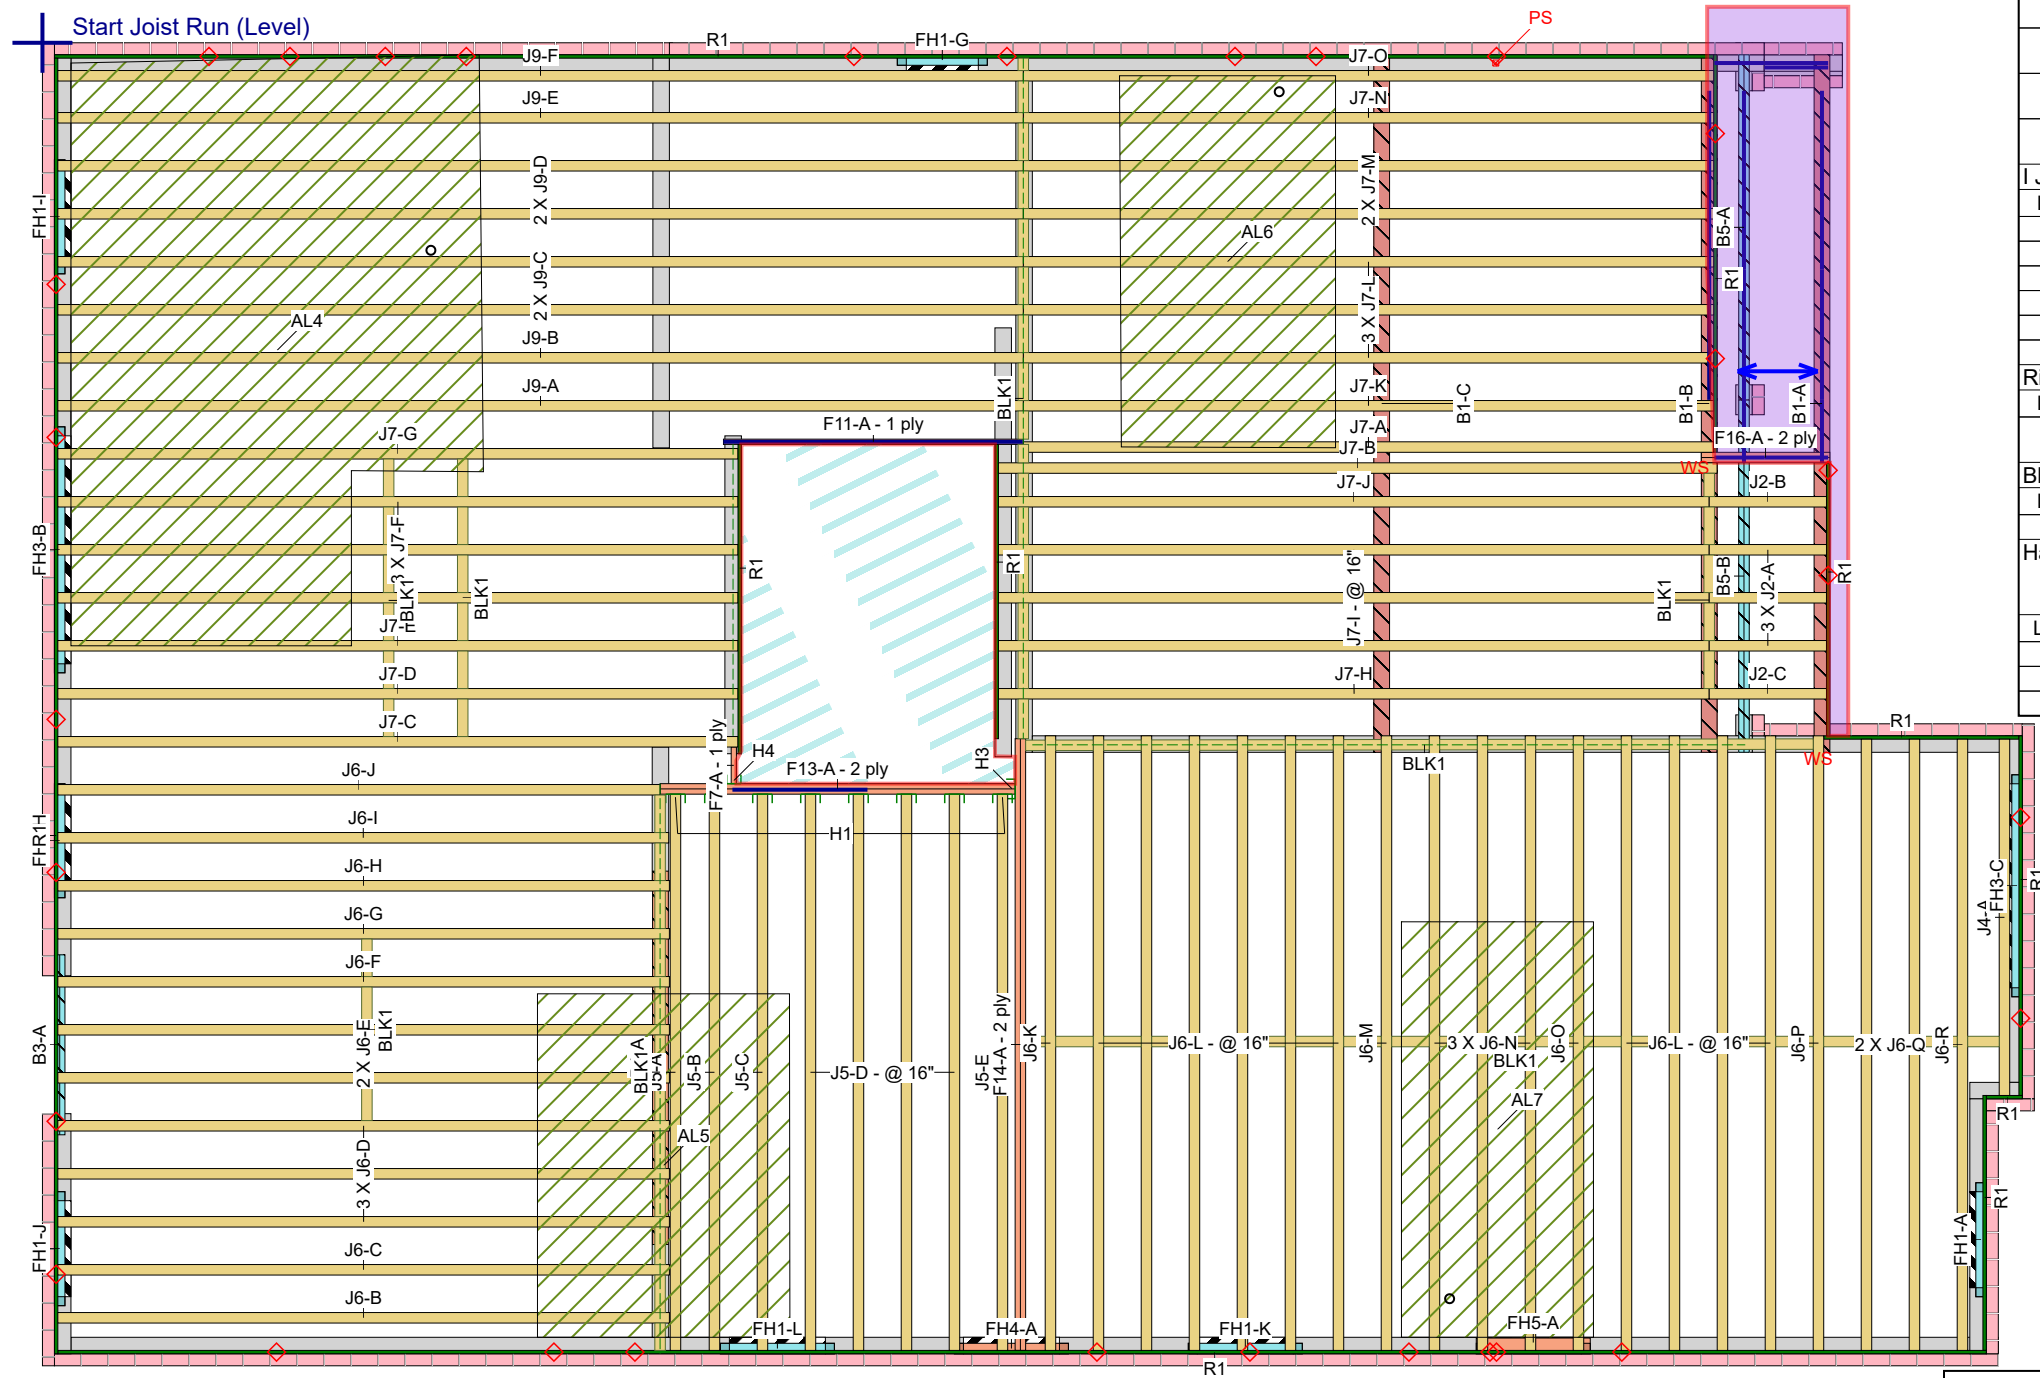 Start Joist Run (Level)
PS
R1
FH1-G
J9-F
J7-O
J9-E
J7-N
2 X J9-D
2 X J7-M
FH1-I
B5-A
AL6
R1
2 X J9-C
3 X J7-L
AL4
J9-B
J9-A
J7-K
BLK1
B1-C
B1-B
B1-A
F11-A - 1 ply
J7-G
J7-A
J7-B
F16-A - 2 ply
WS
J7-J
J2-B
FH3-B
3 X J7-F
BLK1
BLK1
R1
R1
J7-I - @ 16"
BLK1
B5-B
3 X J2-A
R1
J7-E
J7-D
J7-H
J2-C
J7-C
F7-A - 1 ply
H4
H3
R1
WS
BLK1
J6-J
F13-A - 2 ply
J6-I
H1
J6-H
J4-A
FH3-C
R1
J6-G
J6-F
B3-A
2 X J6-E
BLK1
BLK1A
J5-A
J5-B
J5-C
J5-D - @ 16"
J5-E
F14-A - 2 ply
J6-K
J6-L - @ 16"
J6-M
3 X J6-N
BLK1
J6-O
J6-L - @ 16"
J6-P
2 X J6-Q
J6-R
AL7
R1
AL5
3 X J6-D
R1
FH1-J
FH1-A
J6-C
J6-B
FH1-L
FH4-A
FH1-K
FH5-A
R1